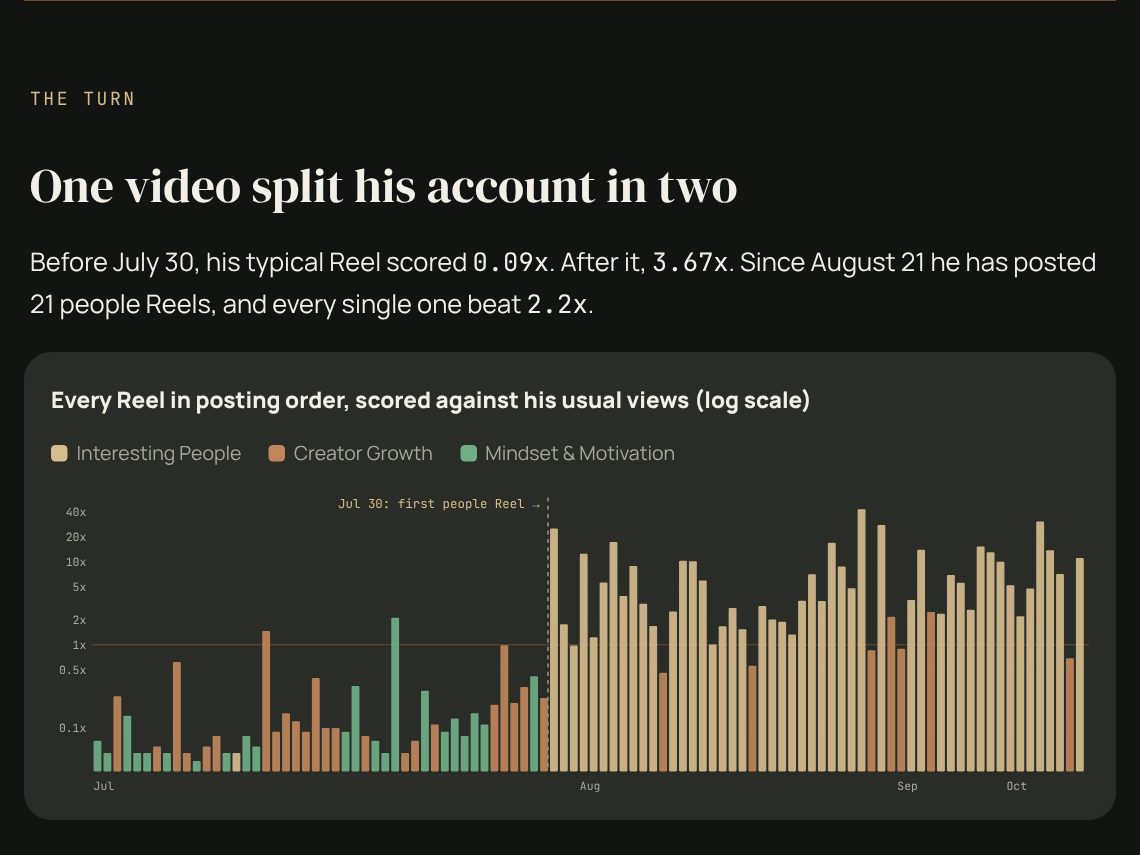 THE TURN
One video split his account in two
Before July 30, his typical Reel scored 0.09x. After it, 3.67x. Since August 21 he has posted
21 people Reels, and every single one beat 2.2x.
Every Reel in posting order, scored against his usual views (log scale)
Interesting People Creator Growth Mindset & Motivation
Jul 30: first people Reel →
40x
20x
10x
5x
2x
1x
0.5x
0.1x
Jul Aug Sep Oct